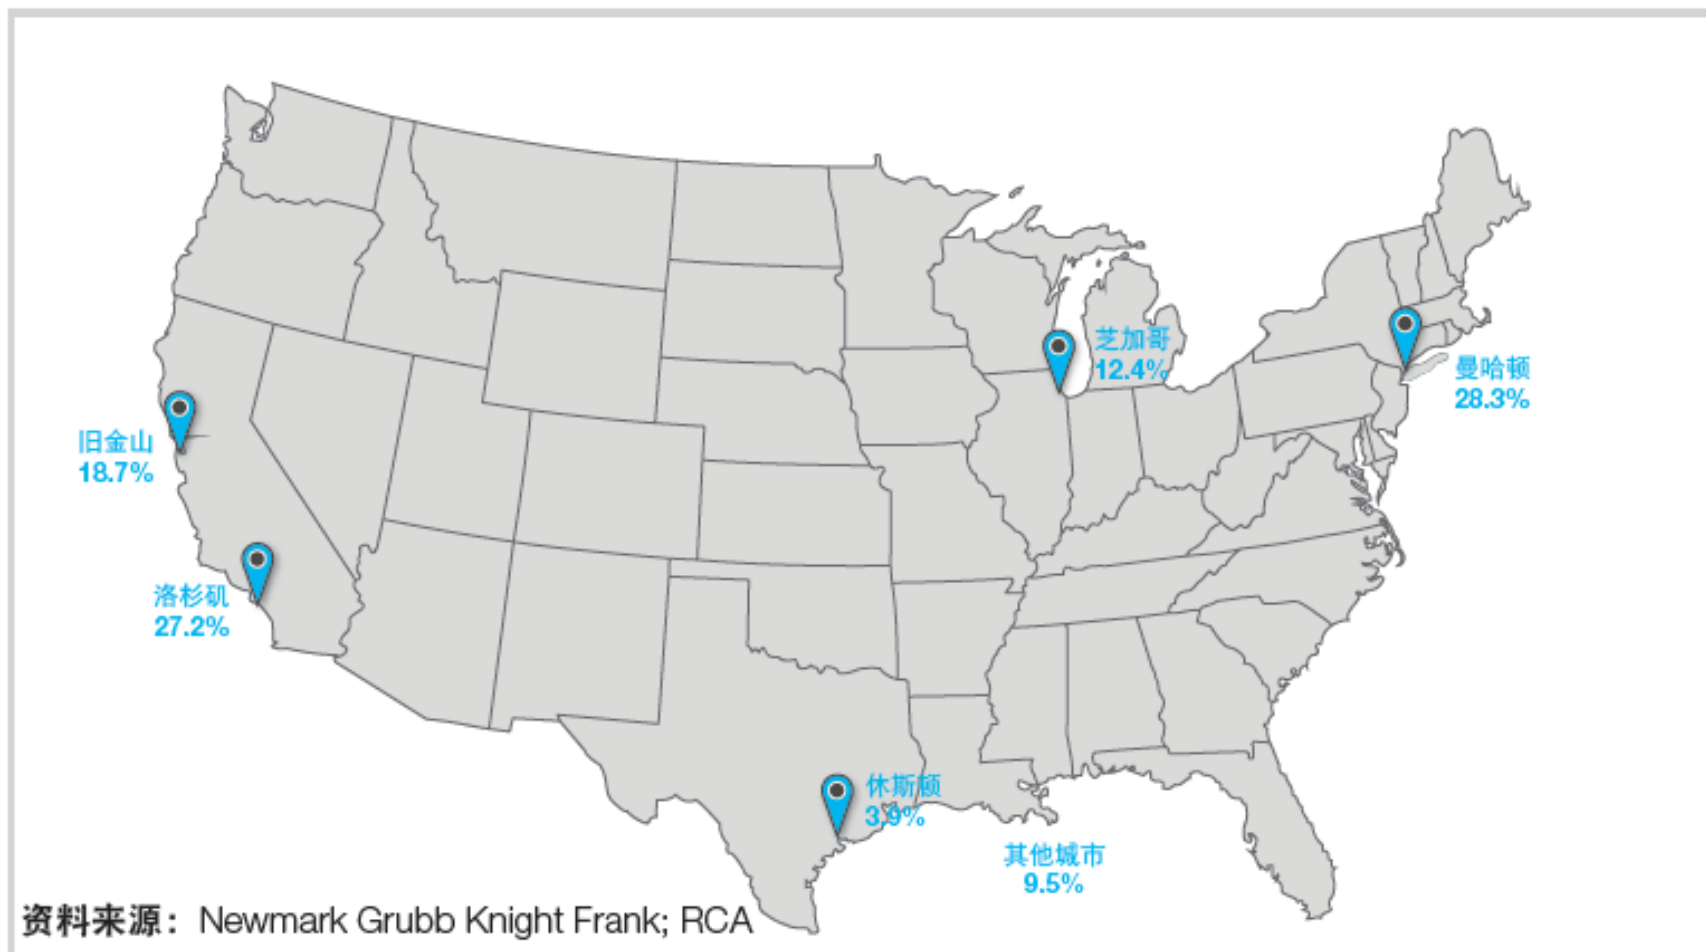 芝加哥
12.4%
曼哈顿
28.3%
旧金山
18.7%
洛杉矶
27.2%
休斯顿
3.9%
其他城市
9.5%
资料来源：Newmark Grubb Knight Frank; RCA